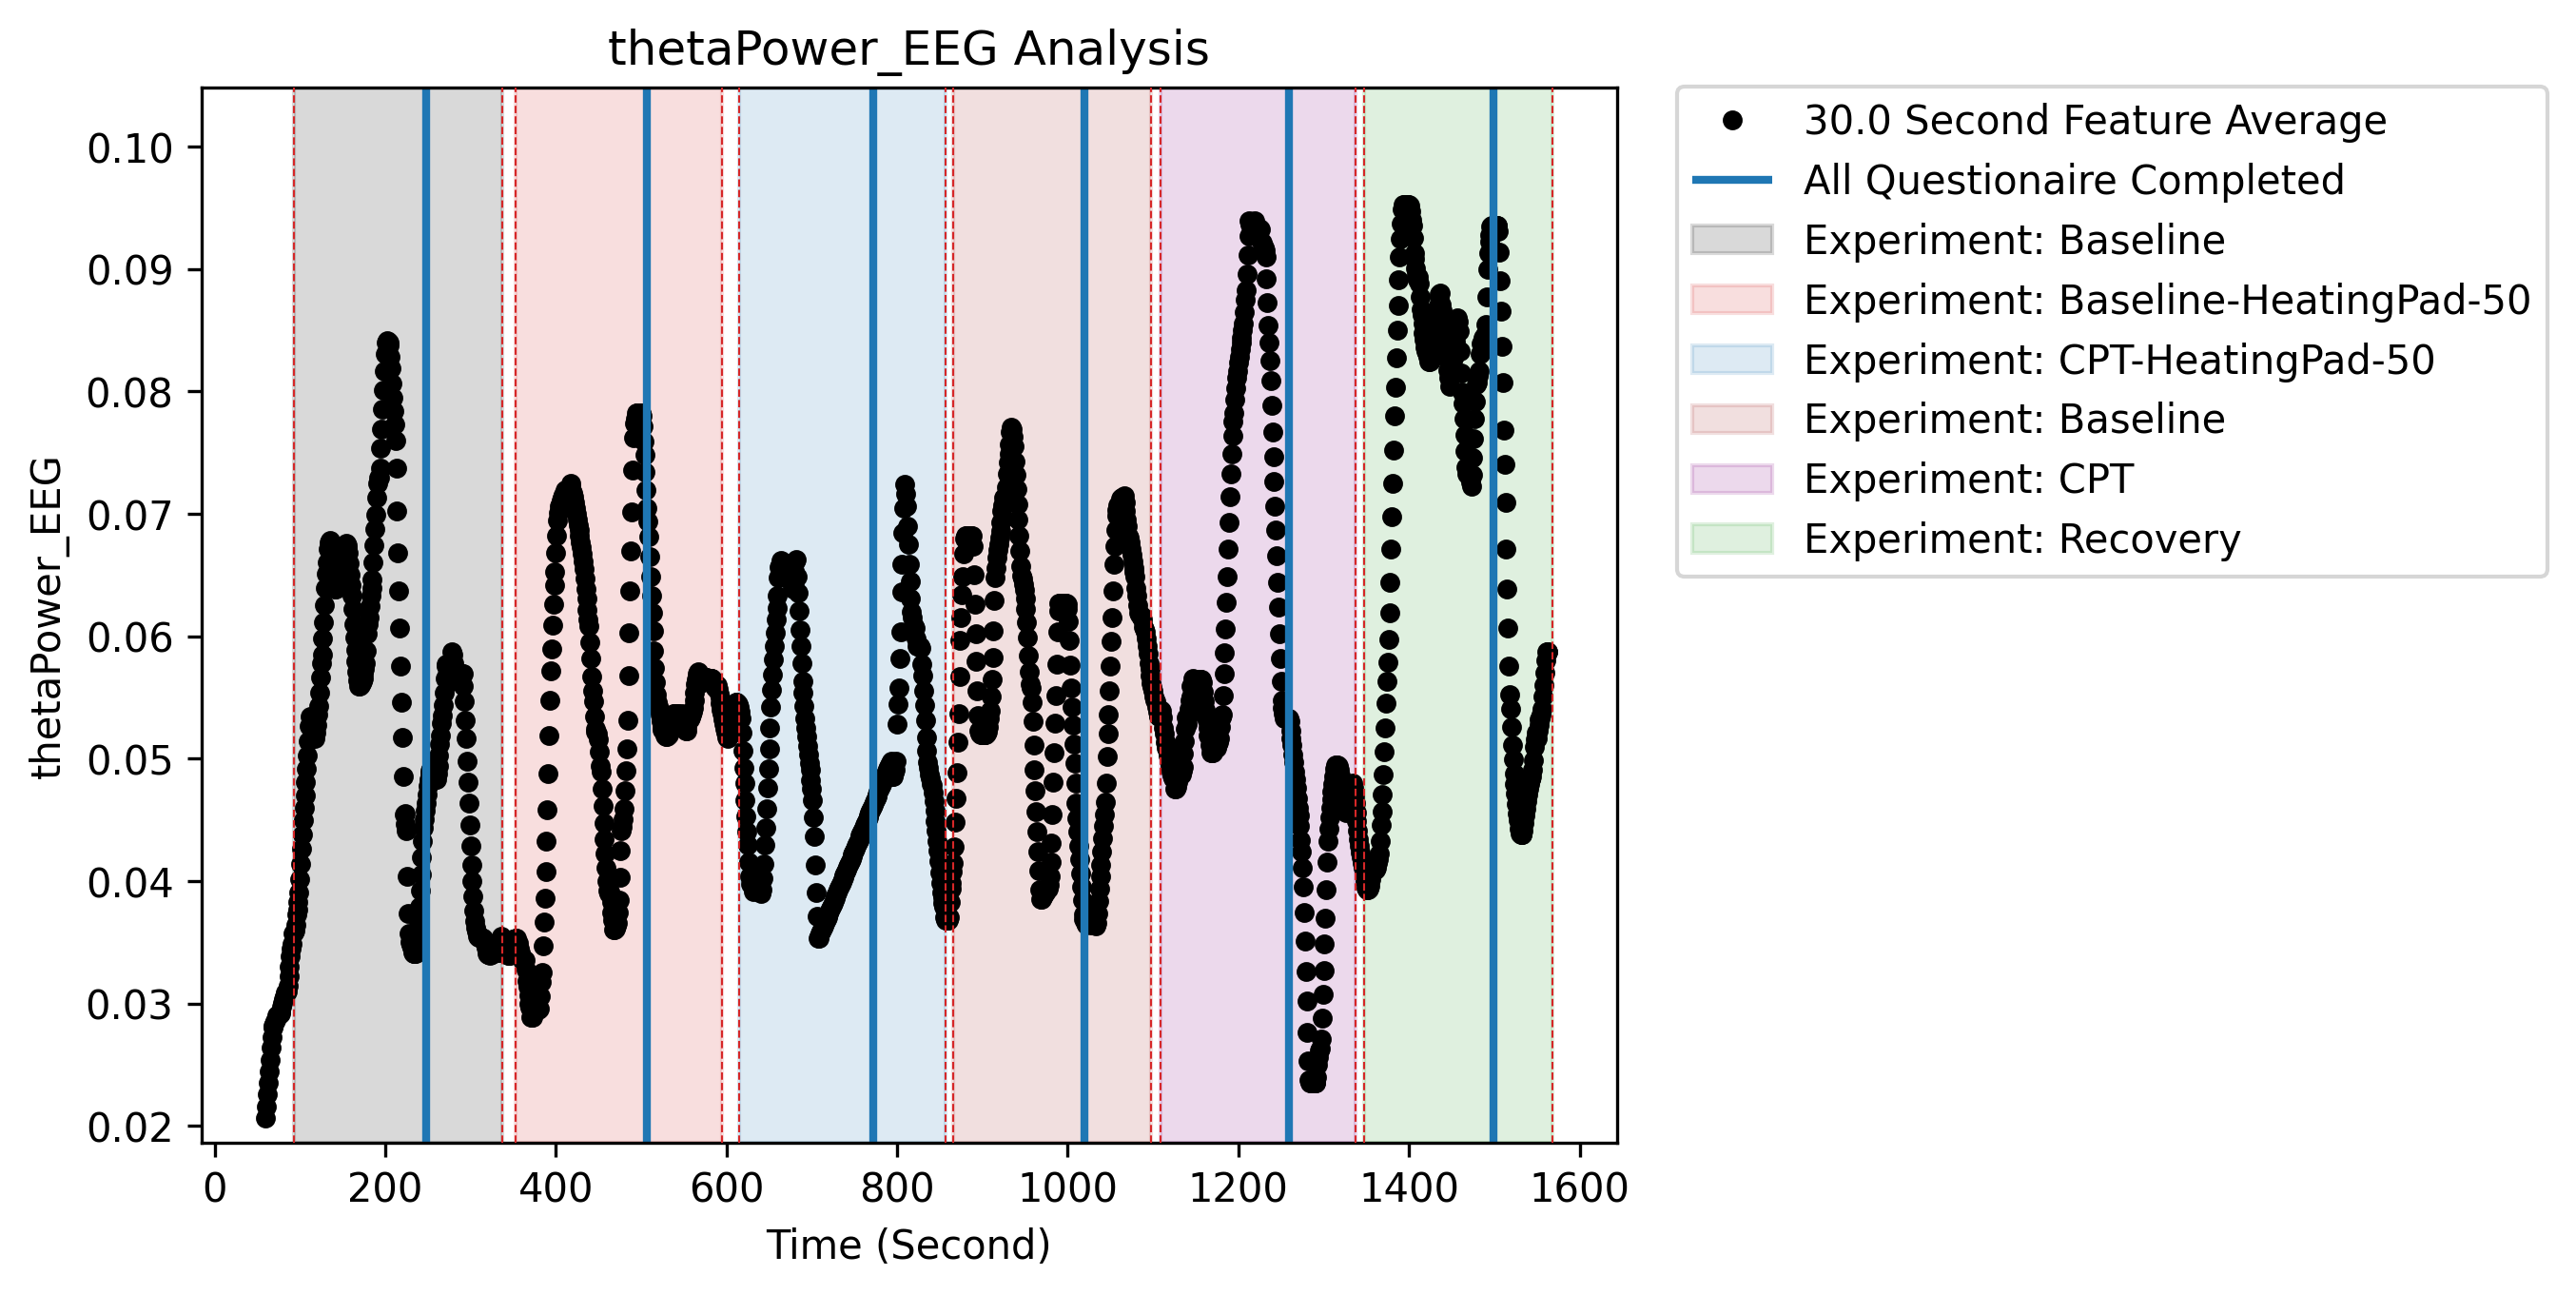 thetaPower_EEG Analysis
0.10
0.09
0.08
0.07
0.06
0.05
0.04
0.03
0.02
thetaPower_EEG
0 200 400 600 800 1000 1200 1400 1600
Time (Second)
30.0 Second Feature Average
All Questionaire Completed
Experiment: Baseline
Experiment: Baseline-HeatingPad-50
Experiment: CPT-HeatingPad-50
Experiment: Baseline
Experiment: CPT
Experiment: Recovery